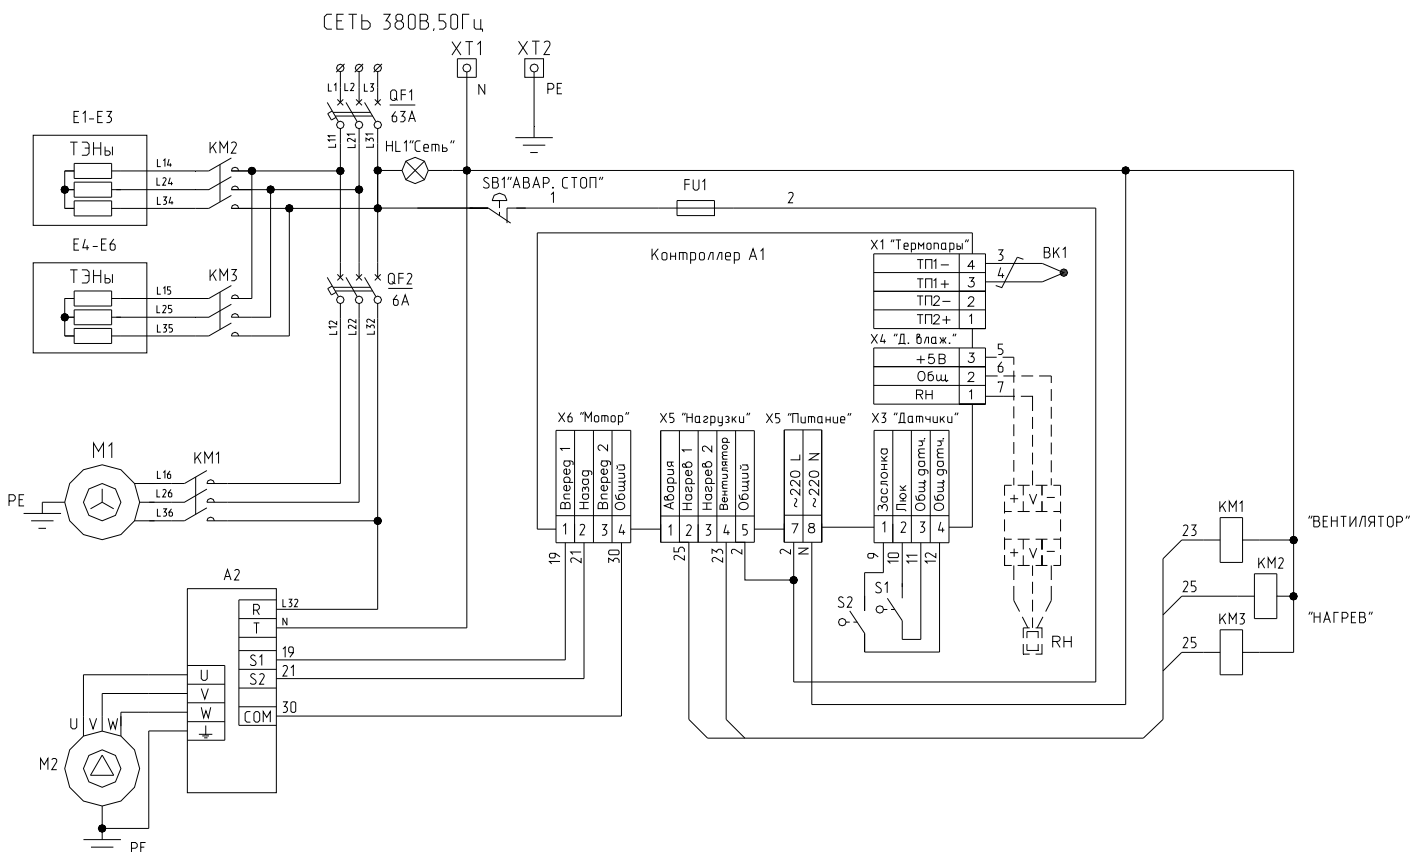 СЕТЬ 380В,50Гц
XT1
XT2
N
PE
L1
L2
L3
QF1
63A
L11
L21
L31
HL1"Сеть"
E1-E3
ТЭНы
L14
L24
L34
KM2
SB1"АВАР. СТОП"
1
FU1
2
E4-E6
ТЭНы
L15
L25
L35
KM3
QF2
6A
L12
L22
L32
Контроллер А1
X1 "Термопары"
ТП1- 4
ТП1+ 3
ТП2- 2
ТП2+ 1
3
4
BK1
X4 "Д. влаж."
+5В 3
Общ 2
RH 1
5
6
7
X6 "Мотор"
Вперед 1
Назад
Вперед 2
Общий
1 2 3 4
19
21
30
X5 "Нагрузки"
Авария
Нагрев 1
Нагрев 2
Вентилятор
Общий
1 2 3 4 5
25
23
2
X5 "Питание"
~220 L
~220 N
7 8
2
N
X3 "Датчики"
Заслонка
Люк
Общ. датч.
Общ. датч.
1 2 3 4
9
10
11
12
S2
S1
+ V -
+ V -
RH
M1
PE
L16
L26
L36
KM1
23
KM1
"ВЕНТИЛЯТОР"
25
KM2
"НАГРЕВ"
25
KM3
A2
R
L32
T
N
S1
19
S2
21
COM
30
U
V
W
U V W
M2
PE